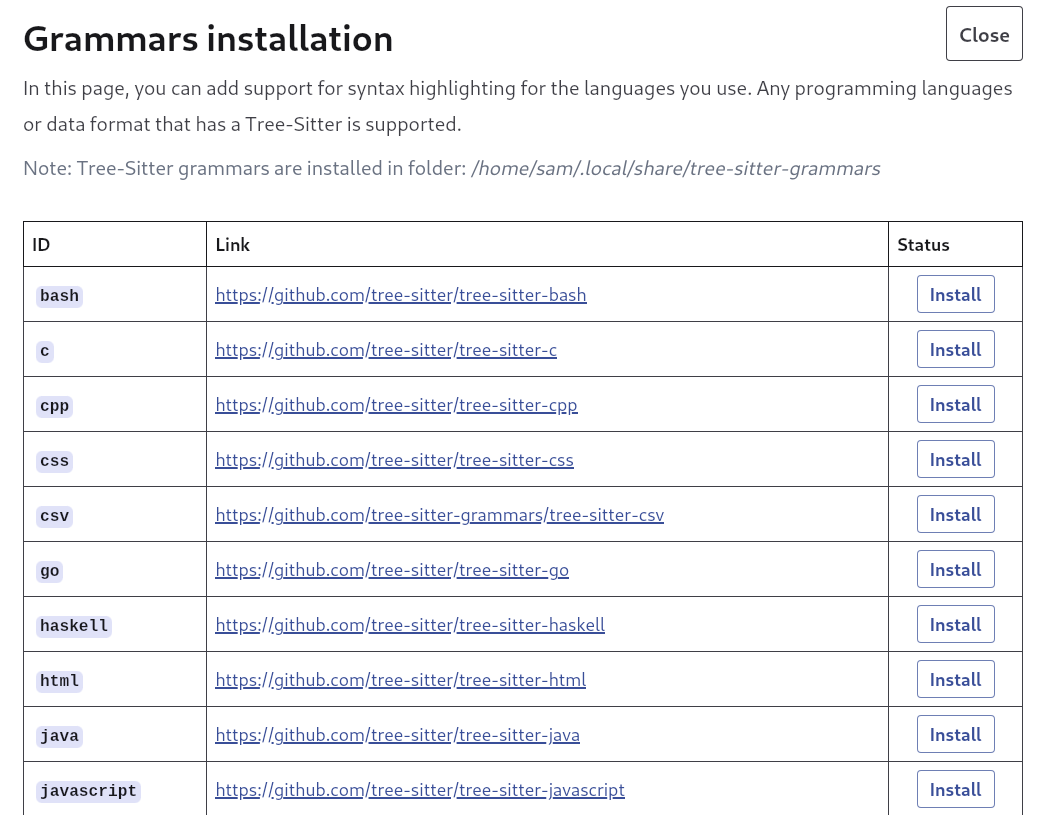 Grammars installation
Close
In this page, you can add support for syntax highlighting for the languages you use. Any programming languages
or data format that has a Tree-Sitter is supported.
Note: Tree-Sitter grammars are installed in folder: /home/sam/.local/share/tree-sitter-grammars
ID Link Status
bash https://github.com/tree-sitter/tree-sitter-bash Install
c https://github.com/tree-sitter/tree-sitter-c Install
cpp https://github.com/tree-sitter/tree-sitter-cpp Install
css https://github.com/tree-sitter/tree-sitter-css Install
csv https://github.com/tree-sitter-grammars/tree-sitter-csv Install
go https://github.com/tree-sitter/tree-sitter-go Install
haskell https://github.com/tree-sitter/tree-sitter-haskell Install
html https://github.com/tree-sitter/tree-sitter-html Install
java https://github.com/tree-sitter/tree-sitter-java Install
javascript https://github.com/tree-sitter/tree-sitter-javascript Install